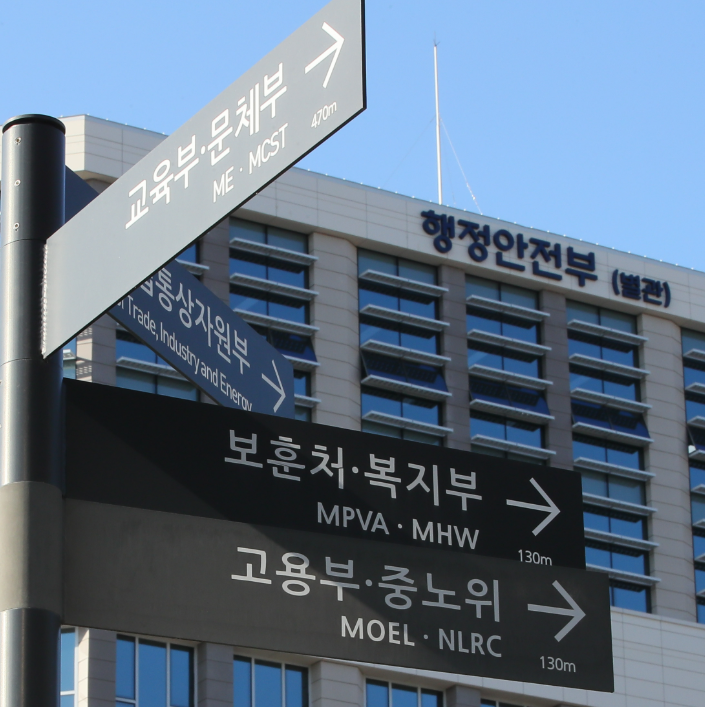 교육부·문체부
ME · MCST
470m
행정안전부 (별관)
통상자원부
Trade, Industry and Energy
보훈처·복지부
MPVA · MHW
130m
고용부·중노위
MOEL · NLRC
130m